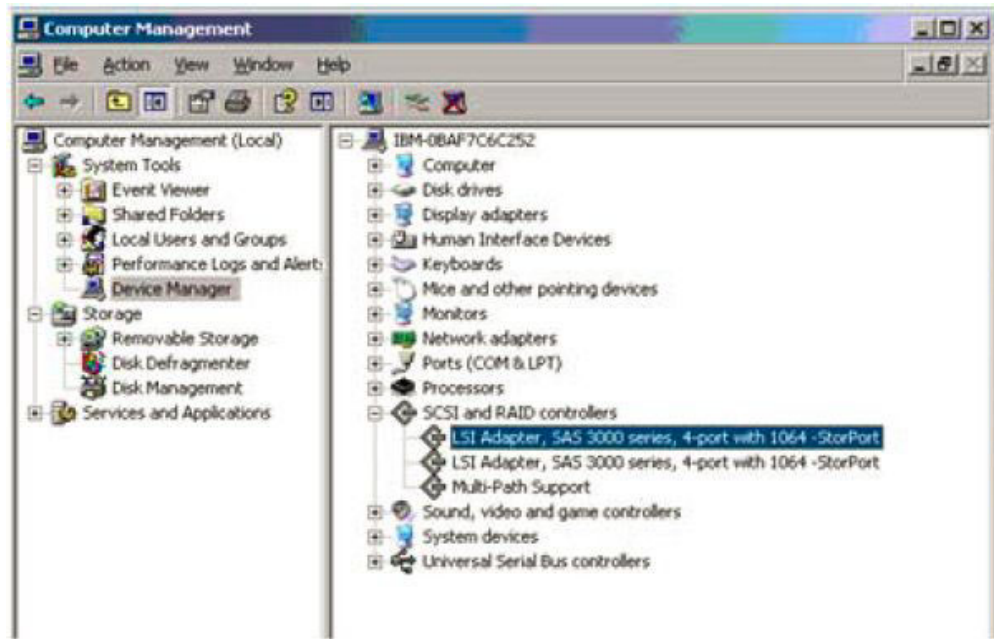 Computer Management
File Action View Window Help
Computer Management (Local)
System Tools
Event Viewer
Shared Folders
Local Users and Groups
Performance Logs and Alert
Device Manager
Storage
Removable Storage
Disk Defragmenter
Disk Management
Services and Applications
IBM-0BAF7C6C252
Computer
Disk drives
Display adapters
Human Interface Devices
Keyboards
Mice and other pointing devices
Monitors
Network adapters
Ports (COM & LPT)
Processors
SCSI and RAID controllers
LSI Adapter, SAS 3000 series, 4-port with 1064 -StorPort
LSI Adapter, SAS 3000 series, 4-port with 1064 -StorPort
Multi-Path Support
Sound, video and game controllers
System devices
Universal Serial Bus controllers